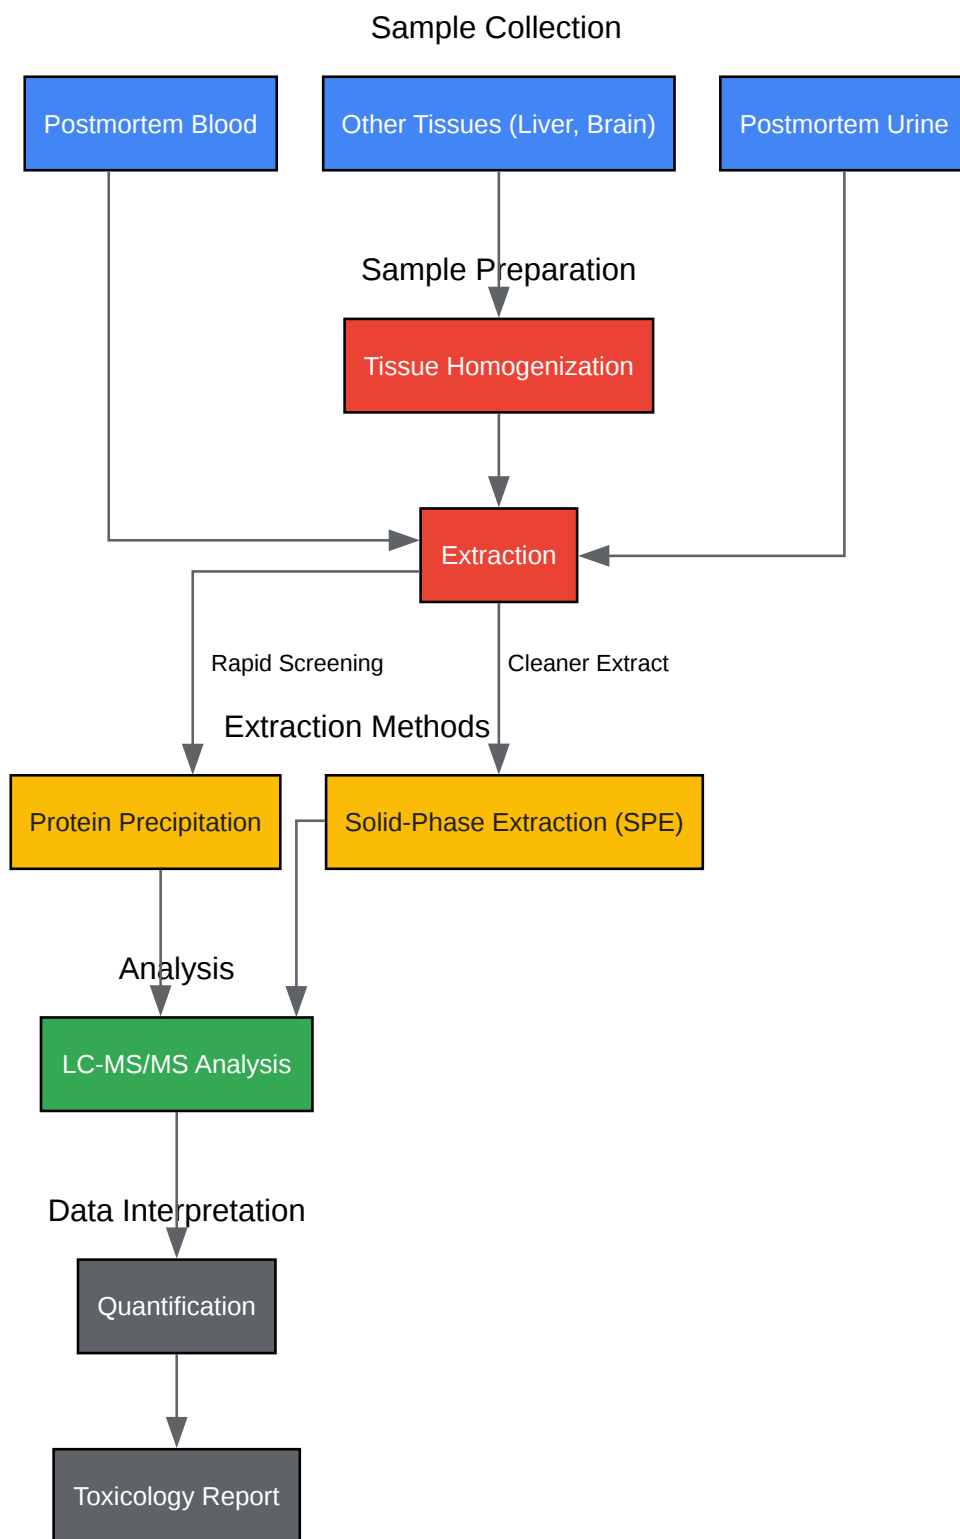 Sample Collection
Postmortem Blood
Other Tissues (Liver, Brain)
Postmortem Urine
Sample Preparation
Tissue Homogenization
Extraction
Rapid Screening
Cleaner Extract
Extraction Methods
Protein Precipitation
Solid-Phase Extraction (SPE)
Analysis
LC-MS/MS Analysis
Data Interpretation
Quantification
Toxicology Report